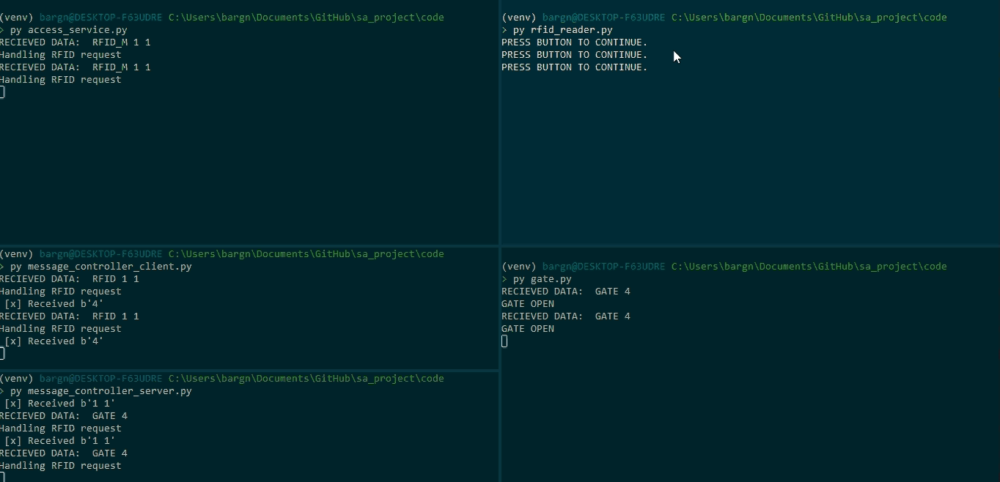 (venv) bargn@DESKTOP-F63UDRE C:\Users\bargn\Documents\GitHub\sa_project\code
> py access_service.py
RECIEVED DATA:  RFID_M 1 1
Handling RFID request
RECIEVED DATA:  RFID_M 1 1
Handling RFID request
(venv) bargn@DESKTOP-F63UDRE C:\Users\bargn\Documents\GitHub\sa_project\code
> py rfid_reader.py
PRESS BUTTON TO CONTINUE.
PRESS BUTTON TO CONTINUE.
PRESS BUTTON TO CONTINUE.
(venv) bargn@DESKTOP-F63UDRE C:\Users\bargn\Documents\GitHub\sa_project\code
> py message_controller_client.py
RECIEVED DATA:  RFID 1 1
Handling RFID request
 [x] Received b'4'
RECIEVED DATA:  RFID 1 1
Handling RFID request
 [x] Received b'4'
(venv) bargn@DESKTOP-F63UDRE C:\Users\bargn\Documents\GitHub\sa_project\code
> py gate.py
RECIEVED DATA:  GATE 4
GATE OPEN
RECIEVED DATA:  GATE 4
GATE OPEN
(venv) bargn@DESKTOP-F63UDRE C:\Users\bargn\Documents\GitHub\sa_project\code
> py message_controller_server.py
 [x] Received b'1 1'
RECIEVED DATA:  GATE 4
Handling RFID request
 [x] Received b'1 1'
RECIEVED DATA:  GATE 4
Handling RFID request